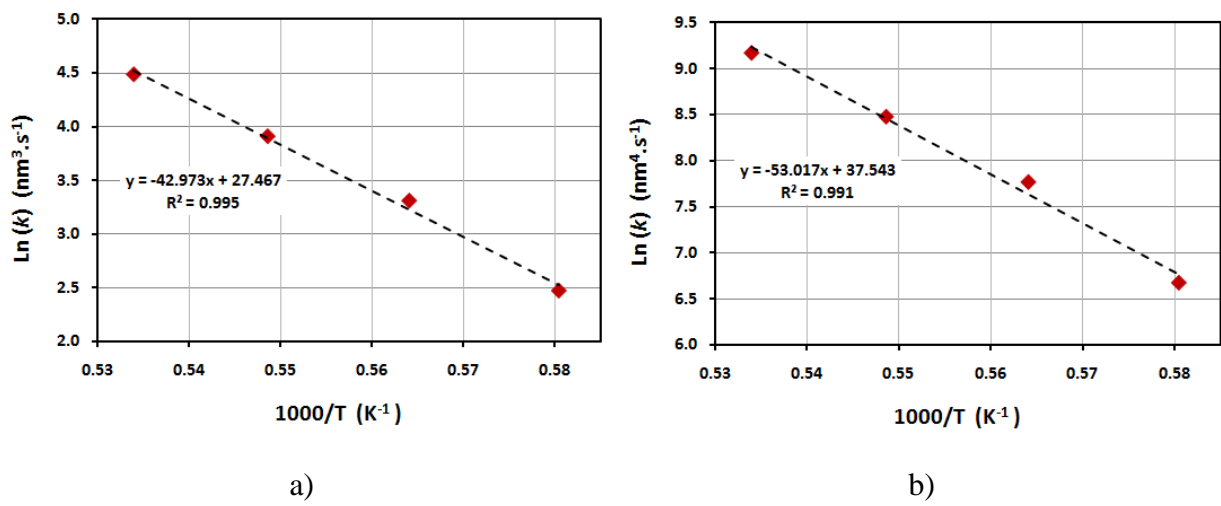 5.0
4.5
4.0
3.5
3.0
2.5
2.0
Ln (k) (nm³.s⁻¹)
y = -42.973x + 27.467
R² = 0.995
0.53 0.54 0.55 0.56 0.57 0.58
1000/T (K⁻¹)
a)
9.5
9.0
8.5
8.0
7.5
7.0
6.5
6.0
Ln (k) (nm⁴.s⁻¹)
y = -53.017x + 37.543
R² = 0.991
0.53 0.54 0.55 0.56 0.57 0.58
1000/T (K⁻¹)
b)